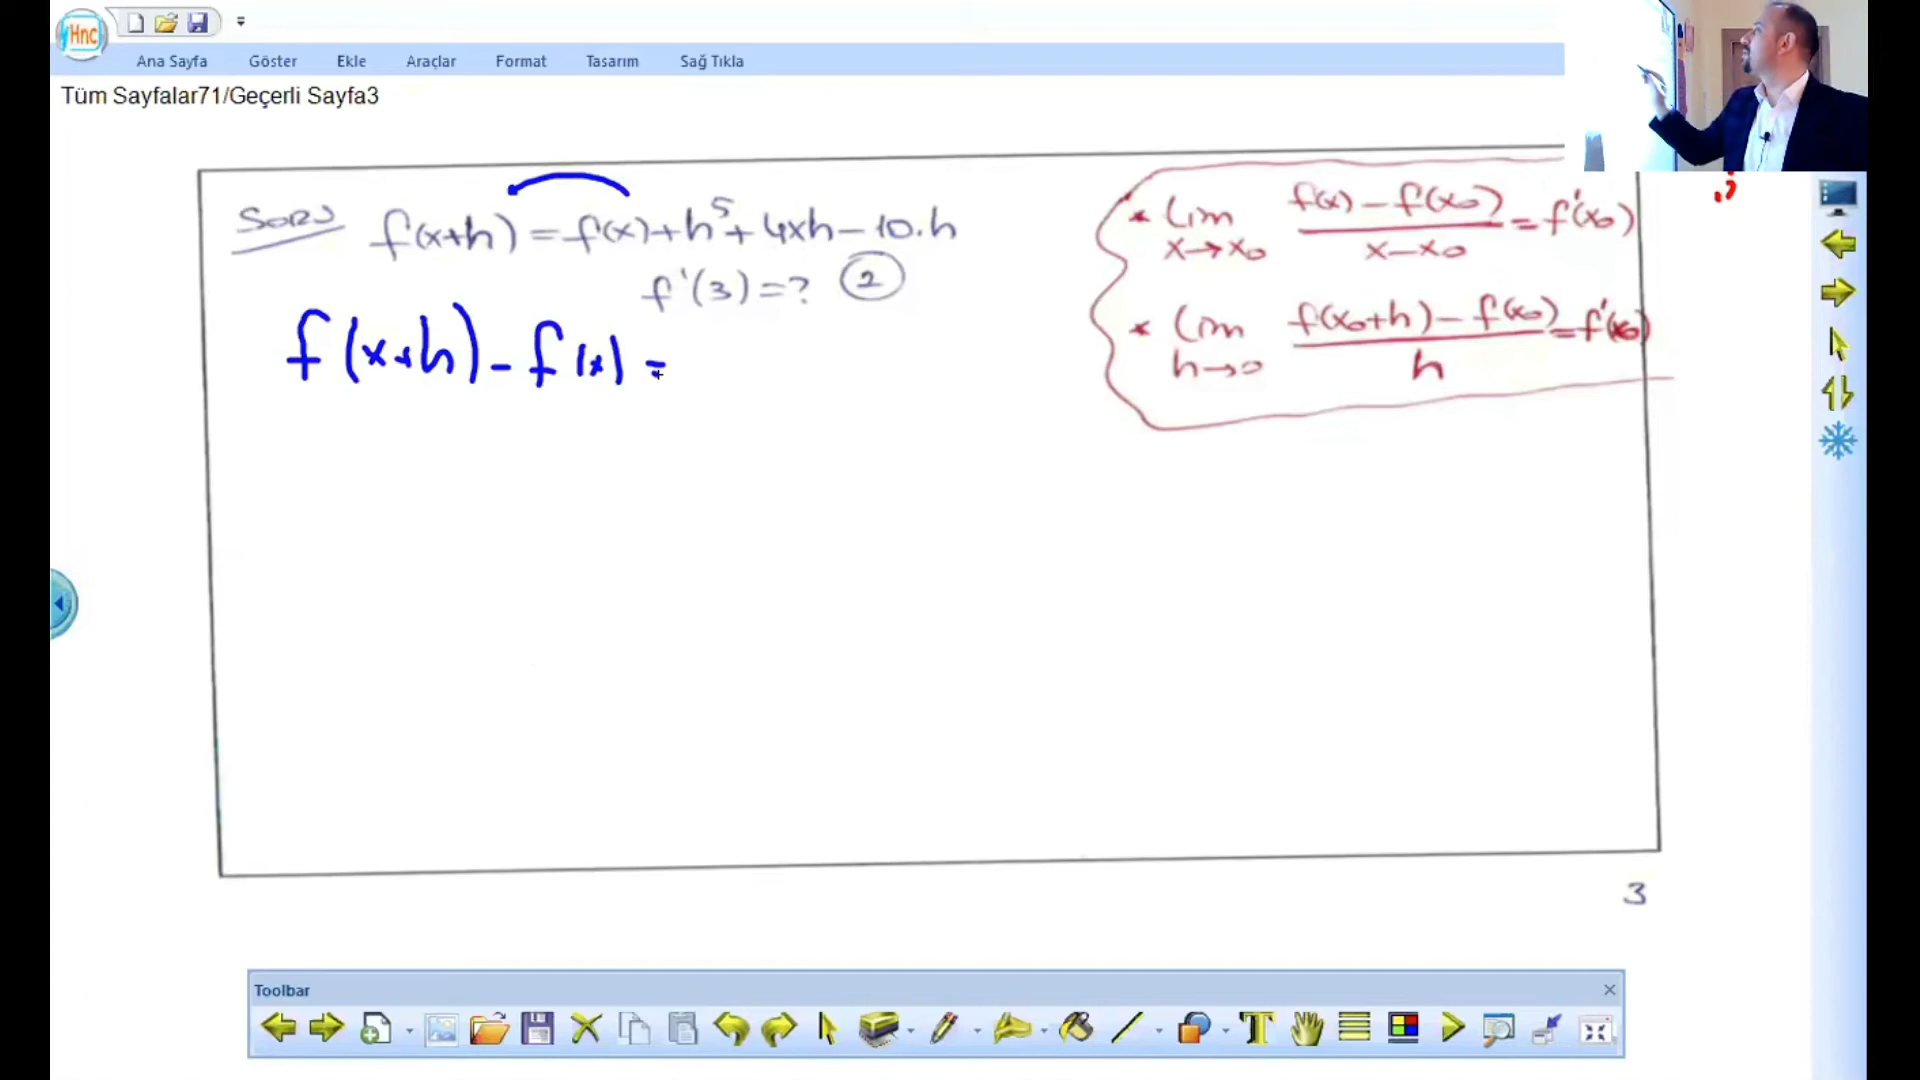 Hnc
Ana Sayfa Göster Ekle Araçlar Format Tasarım Sağ Tıkla
Tüm Sayfalar71/Geçerli Sayfa3
Soru f(x+h) = f(x)+h⁵+4xh-10.h
f'(3)=? 2
f(x+h)-f(x)=
* Lim x→x₀ f(x)-f(x₀) / x-x₀ = f'(x₀)
* Lim h→0 f(x₀+h)-f(x₀) / h = f'(x₀)
3
Toolbar